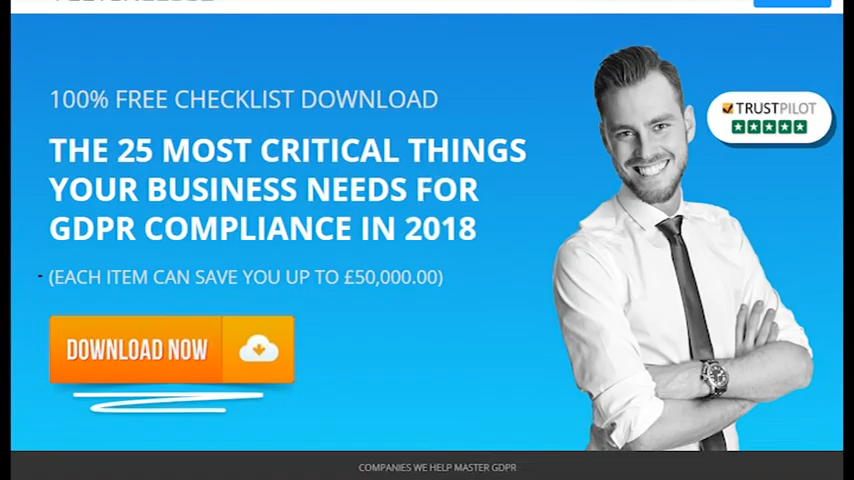 100% FREE CHECKLIST DOWNLOAD
TRUSTPILOT
THE 25 MOST CRITICAL THINGS
YOUR BUSINESS NEEDS FOR
GDPR COMPLIANCE IN 2018
(EACH ITEM CAN SAVE YOU UP TO £50,000.00)
DOWNLOAD NOW
COMPANIES WE HELP MASTER GDPR